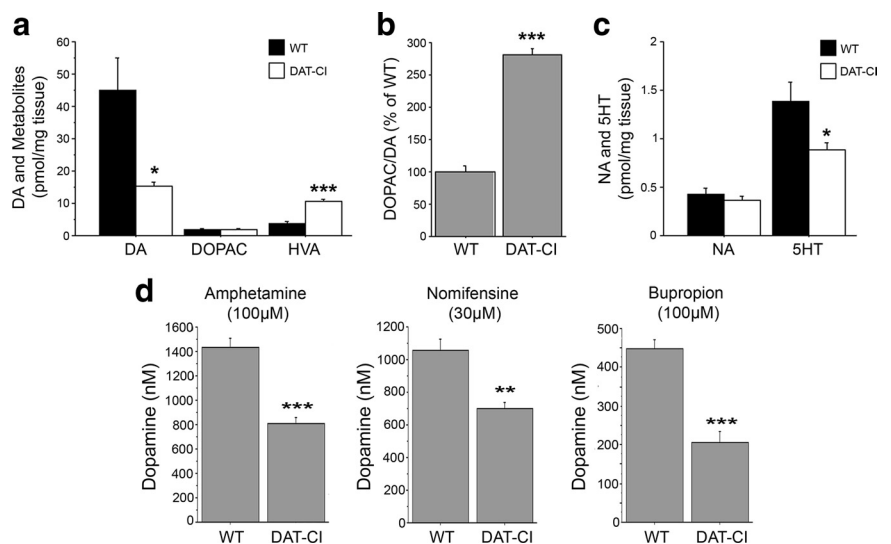 a
DA and Metabolites
(pmol/mg tissue)
60
50
40
30
20
10
0
WT
DAT-CI
*
***
DA DOPAC HVA
b
DOPAC/DA (% of WT)
300
250
200
150
100
50
0
***
WT DAT-CI
c
NA and 5HT
(pmol/mg tissue)
2
1.5
1
0.5
0
WT
DAT-CI
*
NA 5HT
d
Amphetamine
(100µM)
Dopamine (nM)
1600
1400
1200
1000
800
600
400
200
0
***
WT DAT-CI
Nomifensine
(30µM)
Dopamine (nM)
1200
1000
800
600
400
200
0
**
WT DAT-CI
Bupropion
(100µM)
Dopamine (nM)
500
400
300
200
100
0
***
WT DAT-CI